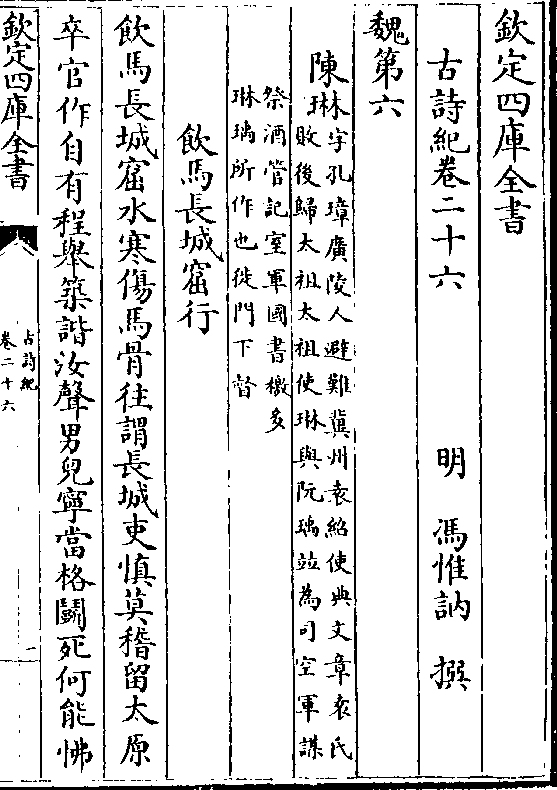 欽定四庫全書
古詩紀卷二十六　明　馮惟訥　撰
魏第六
陳琳字孔璋廣陵人避難冀州袁紹使典文章袁氏
敗後歸太祖太祖使琳與阮瑀竝為司空軍謀
祭酒管記室軍國書檄多
琳瑀所作也徙門下督
飲馬長城窟行
飲馬長城窟水寒傷馬骨往謂長城吏慎莫稽留太原
卒官作自有程舉築諧汝聲男兒寧當格鬭死何能怫
欽定四庫全書
古詩紀
卷二十六
一